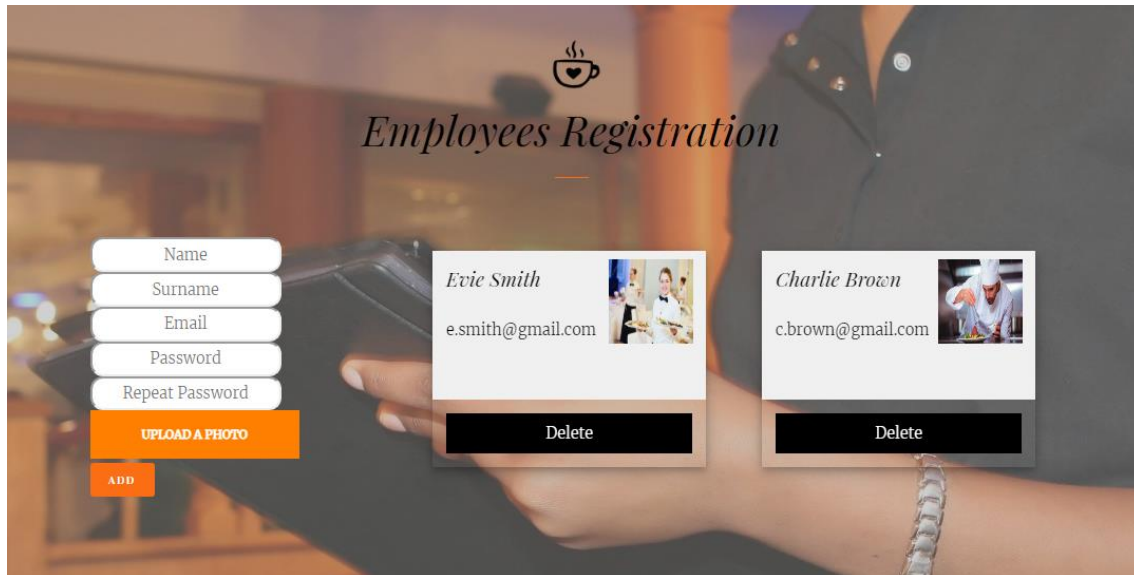 Employees Registration
Name
Surname
Email
Password
Repeat Password
UPLOAD A PHOTO
ADD
Evie Smith
e.smith@gmail.com
Delete
Charlie Brown
c.brown@gmail.com
Delete